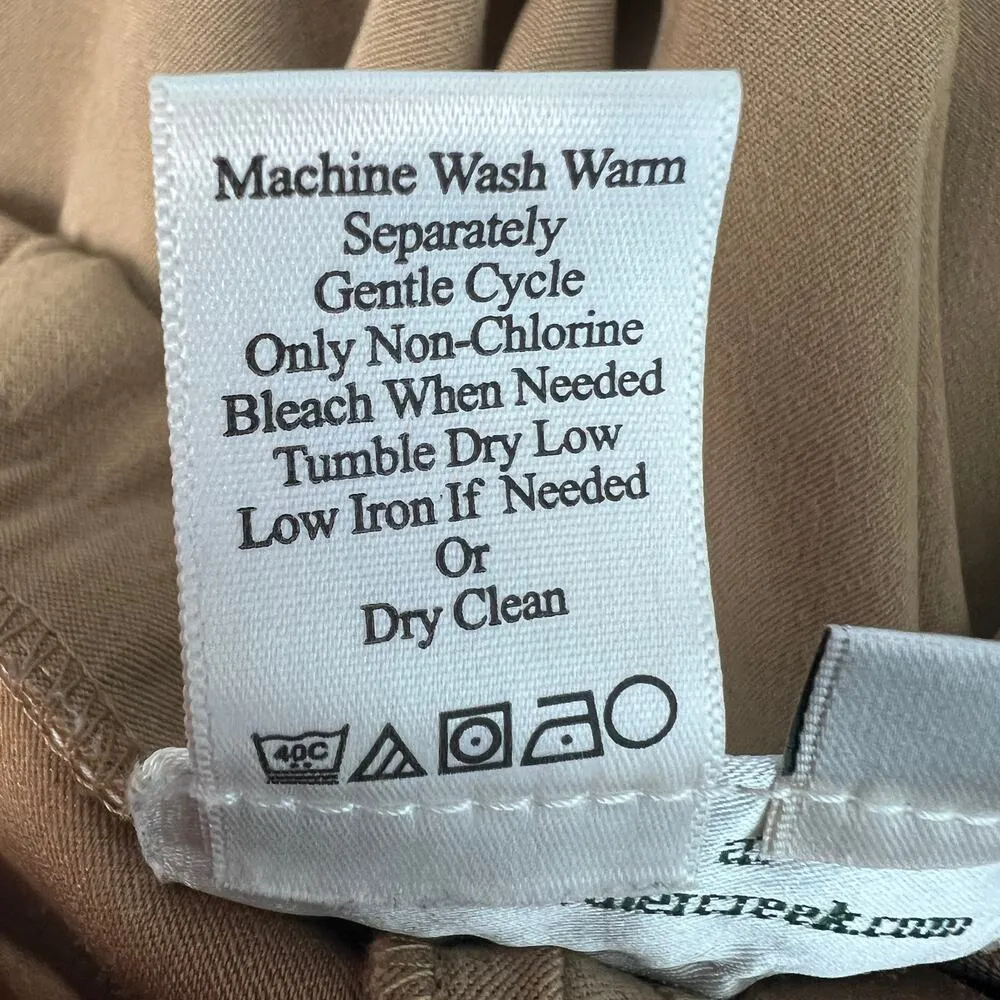 Machine Wash Warm
Separately
Gentle Cycle
Only Non-Chlorine
Bleach When Needed
Tumble Dry Low
Low Iron If Needed
Or
Dry Clean
40C